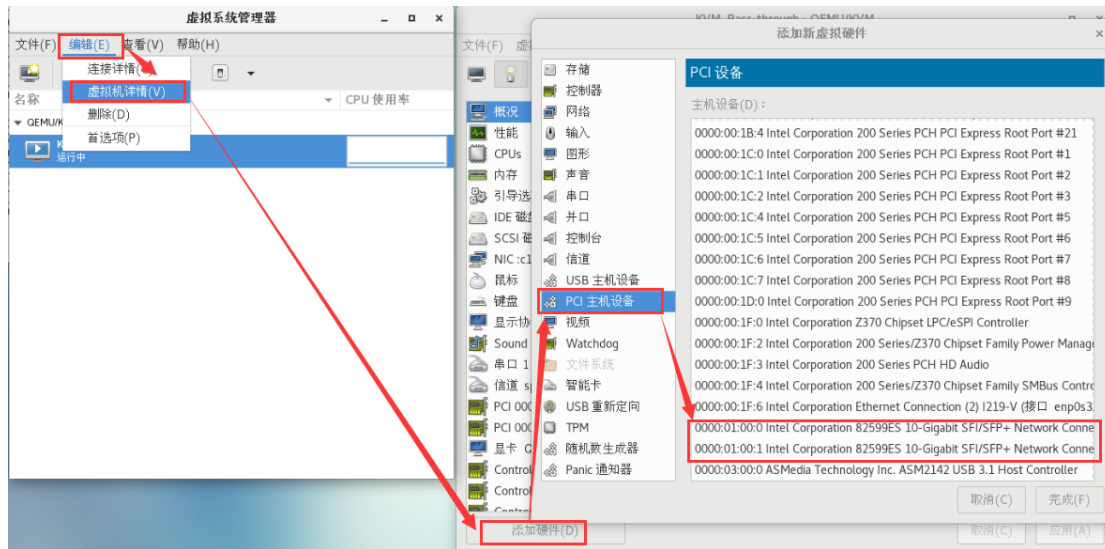 虚拟系统管理器
文件(F) 编辑(E) 查看(V) 帮助(H)
连接详情(
虚拟机详情(V)
删除(D)
首选项(P)
名称
CPU 使用率
QEMU/K
运行中
KVM Pass-through - QEMU/KVM
文件(F)
概况
性能
CPUs
内存
引导选
IDE 磁
SCSI 磁
NIC :c1
鼠标
键盘
显示协
Sound
串口 1
信道 s
PCI 000
PCI 000
显卡 Q
Control
Control
Contro
添加硬件(D)
取消(C)
应用(A)
添加新虚拟硬件
存储
控制器
网络
输入
图形
声音
串口
并口
控制台
信道
USB 主机设备
PCI 主机设备
视频
Watchdog
文件系统
智能卡
USB 重新定向
TPM
随机数生成器
Panic 通知器
PCI 设备
主机设备(D)：
0000:00:1B:4 Intel Corporation 200 Series PCH PCI Express Root Port #21
0000:00:1C:0 Intel Corporation 200 Series PCH PCI Express Root Port #1
0000:00:1C:1 Intel Corporation 200 Series PCH PCI Express Root Port #2
0000:00:1C:2 Intel Corporation 200 Series PCH PCI Express Root Port #3
0000:00:1C:4 Intel Corporation 200 Series PCH PCI Express Root Port #5
0000:00:1C:5 Intel Corporation 200 Series PCH PCI Express Root Port #6
0000:00:1C:6 Intel Corporation 200 Series PCH PCI Express Root Port #7
0000:00:1C:7 Intel Corporation 200 Series PCH PCI Express Root Port #8
0000:00:1D:0 Intel Corporation 200 Series PCH PCI Express Root Port #9
0000:00:1F:0 Intel Corporation Z370 Chipset LPC/eSPI Controller
0000:00:1F:2 Intel Corporation 200 Series/Z370 Chipset Family Power Manag
0000:00:1F:3 Intel Corporation 200 Series PCH HD Audio
0000:00:1F:4 Intel Corporation 200 Series/Z370 Chipset Family SMBus Contro
0000:00:1F:6 Intel Corporation Ethernet Connection (2) I219-V (接口 enp0s3
0000:01:00:0 Intel Corporation 82599ES 10-Gigabit SFI/SFP+ Network Conne
0000:01:00:1 Intel Corporation 82599ES 10-Gigabit SFI/SFP+ Network Conne
0000:03:00:0 ASMedia Technology Inc. ASM2142 USB 3.1 Host Controller
取消(C)
完成(F)